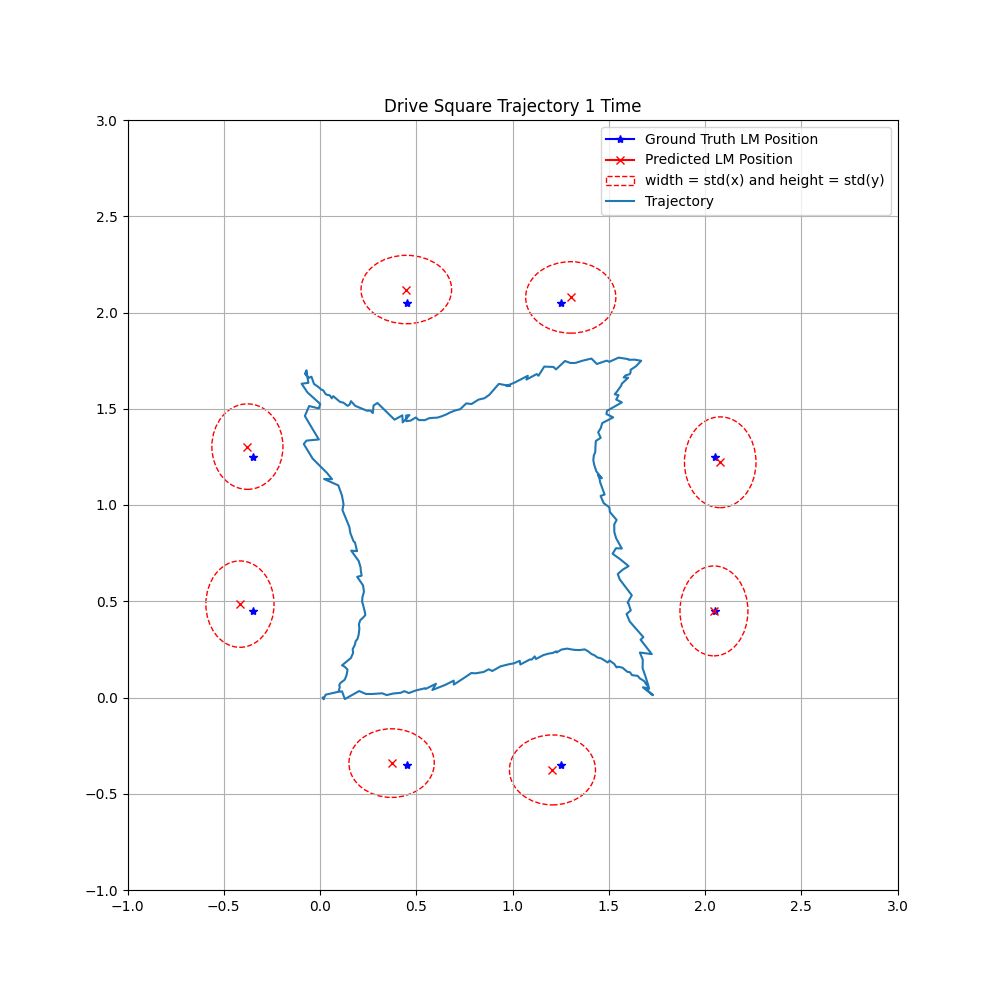 Drive Square Trajectory 1 Time
Ground Truth LM Position
Predicted LM Position
width = std(x) and height = std(y)
Trajectory
3.0
2.5
2.0
1.5
1.0
0.5
0.0
−0.5
−1.0
−1.0 −0.5 0.0 0.5 1.0 1.5 2.0 2.5 3.0